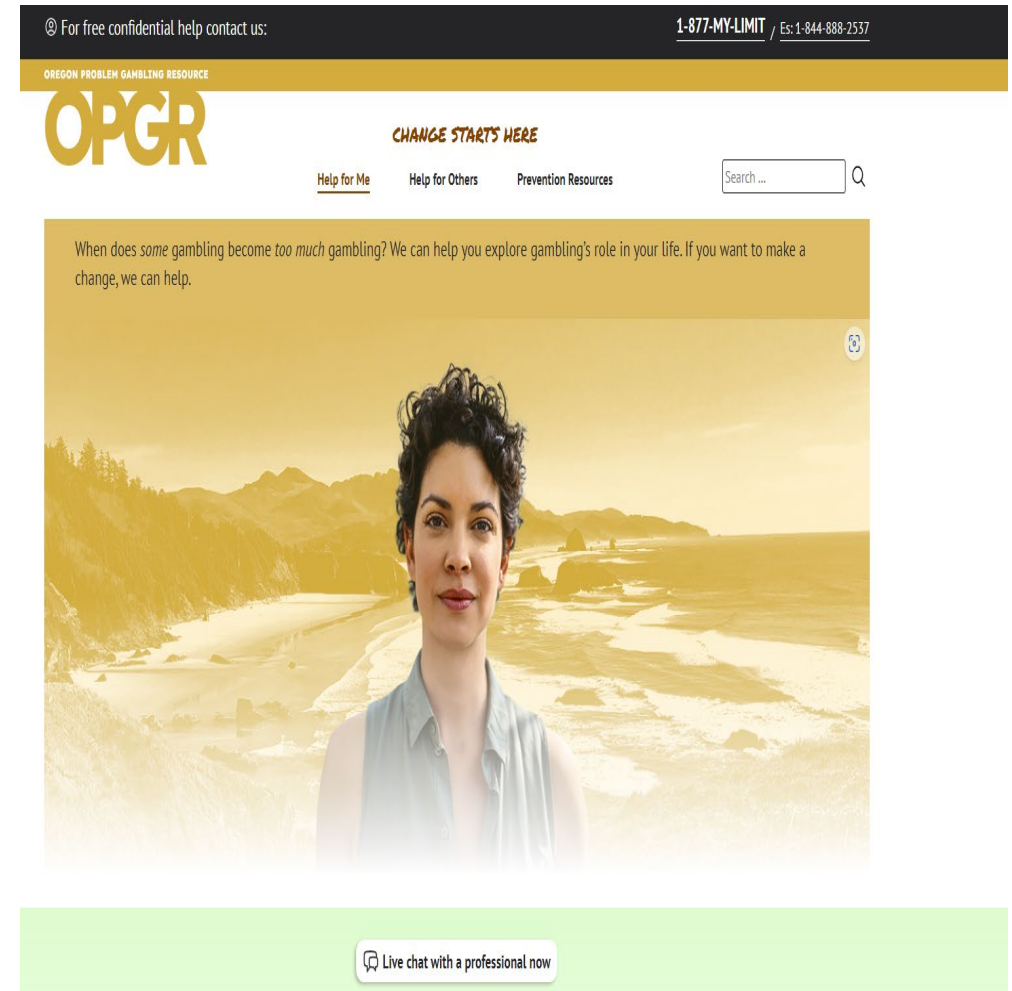 For free confidential help contact us:
1-877-MY-LIMIT / Es: 1-844-888-2537
OREGON PROBLEM GAMBLING RESOURCE
OPGR
CHANGE STARTS HERE
Help for Me Help for Others Prevention Resources Search ...
When does some gambling become too much gambling? We can help you explore gambling's role in your life. If you want to make a
change, we can help.
Live chat with a professional now